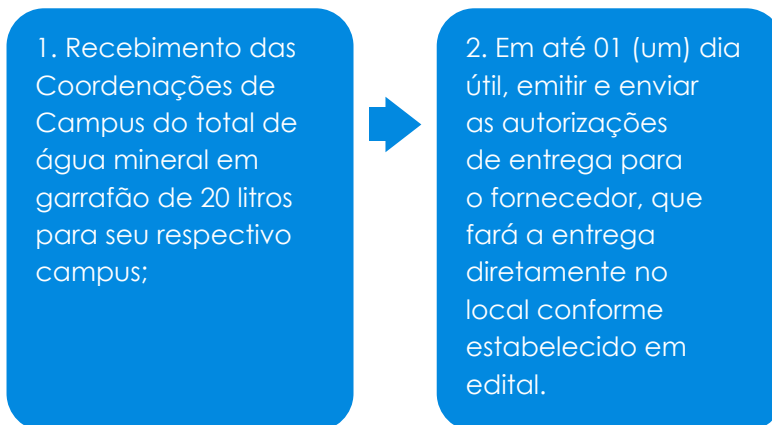 1. Recebimento das
Coordenações de
Campus do total de
água mineral em
garrafão de 20 litros
para seu respectivo
campus;
2. Em até 01 (um) dia
útil, emitir e enviar
as autorizações
de entrega para
o fornecedor, que
fará a entrega
diretamente no
local conforme
estabelecido em
edital.